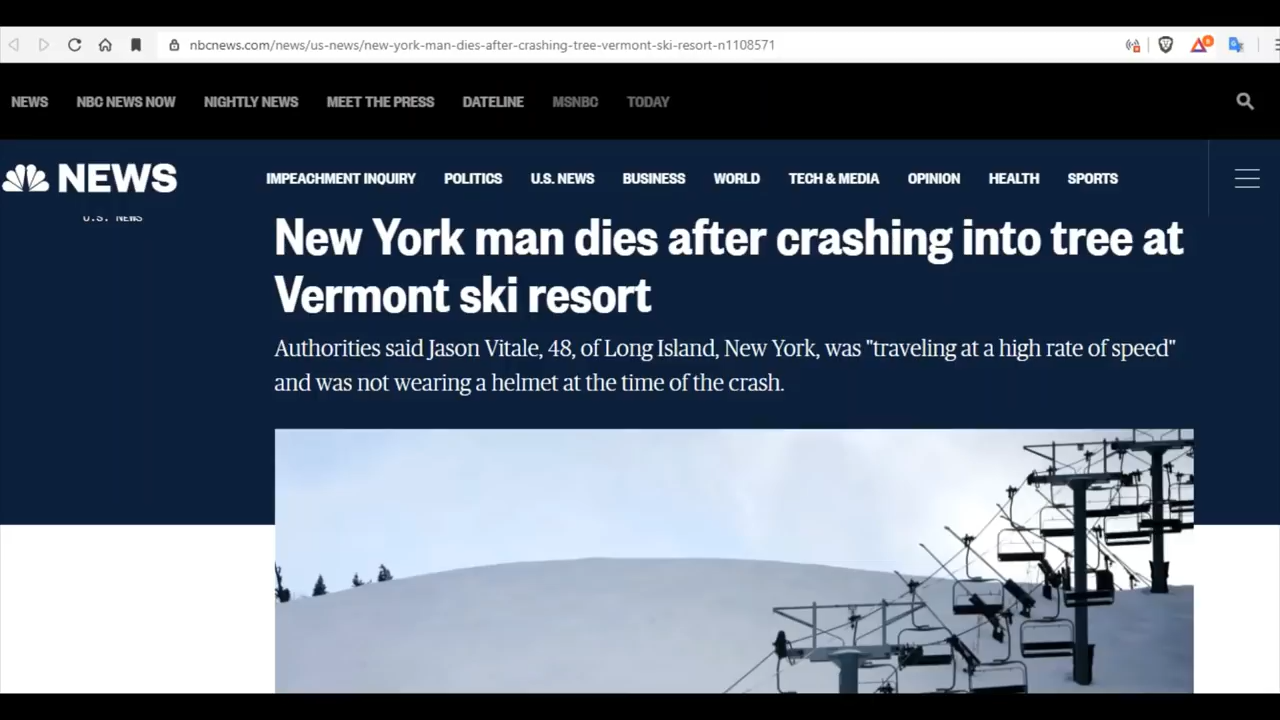 nbcnews.com/news/us-news/new-york-man-dies-after-crashing-tree-vermont-ski-resort-n1108571
NEWS NBC NEWS NOW NIGHTLY NEWS MEET THE PRESS DATELINE MSNBC TODAY
NEWS IMPEACHMENT INQUIRY POLITICS U.S. NEWS BUSINESS WORLD TECH & MEDIA OPINION HEALTH SPORTS
U.S. NEWS
New York man dies after crashing into tree at
Vermont ski resort
Authorities said Jason Vitale, 48, of Long Island, New York, was "traveling at a high rate of speed"
and was not wearing a helmet at the time of the crash.